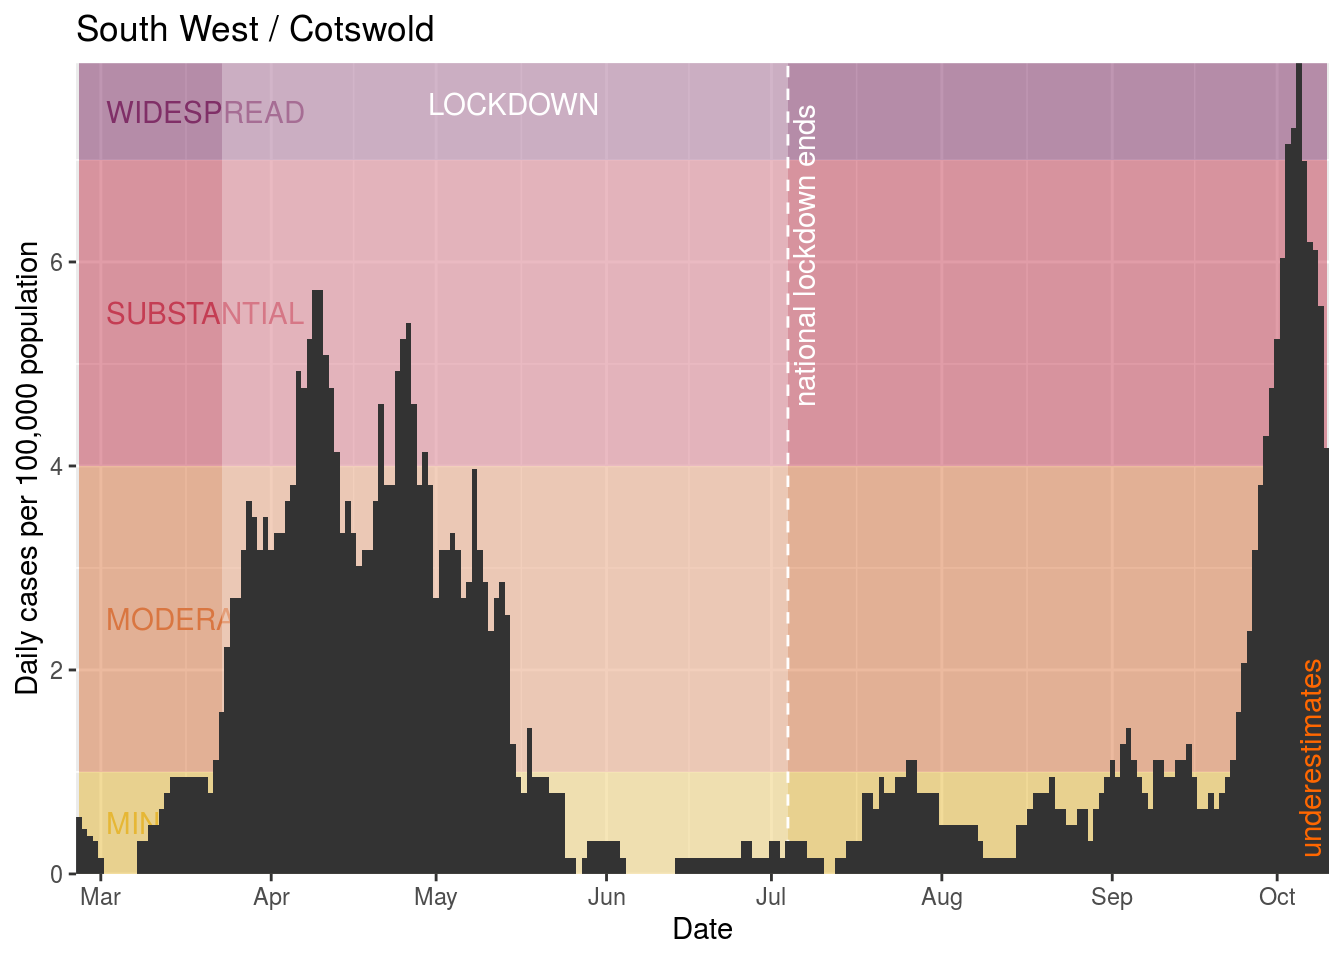 South West / Cotswold
WIDESPREAD
LOCKDOWN
national lockdown ends
SUBSTANTIAL
MODERA
MIN
underestimates
Daily cases per 100,000 population
6
4
2
0
Mar Apr May Jun Jul Aug Sep Oct
Date